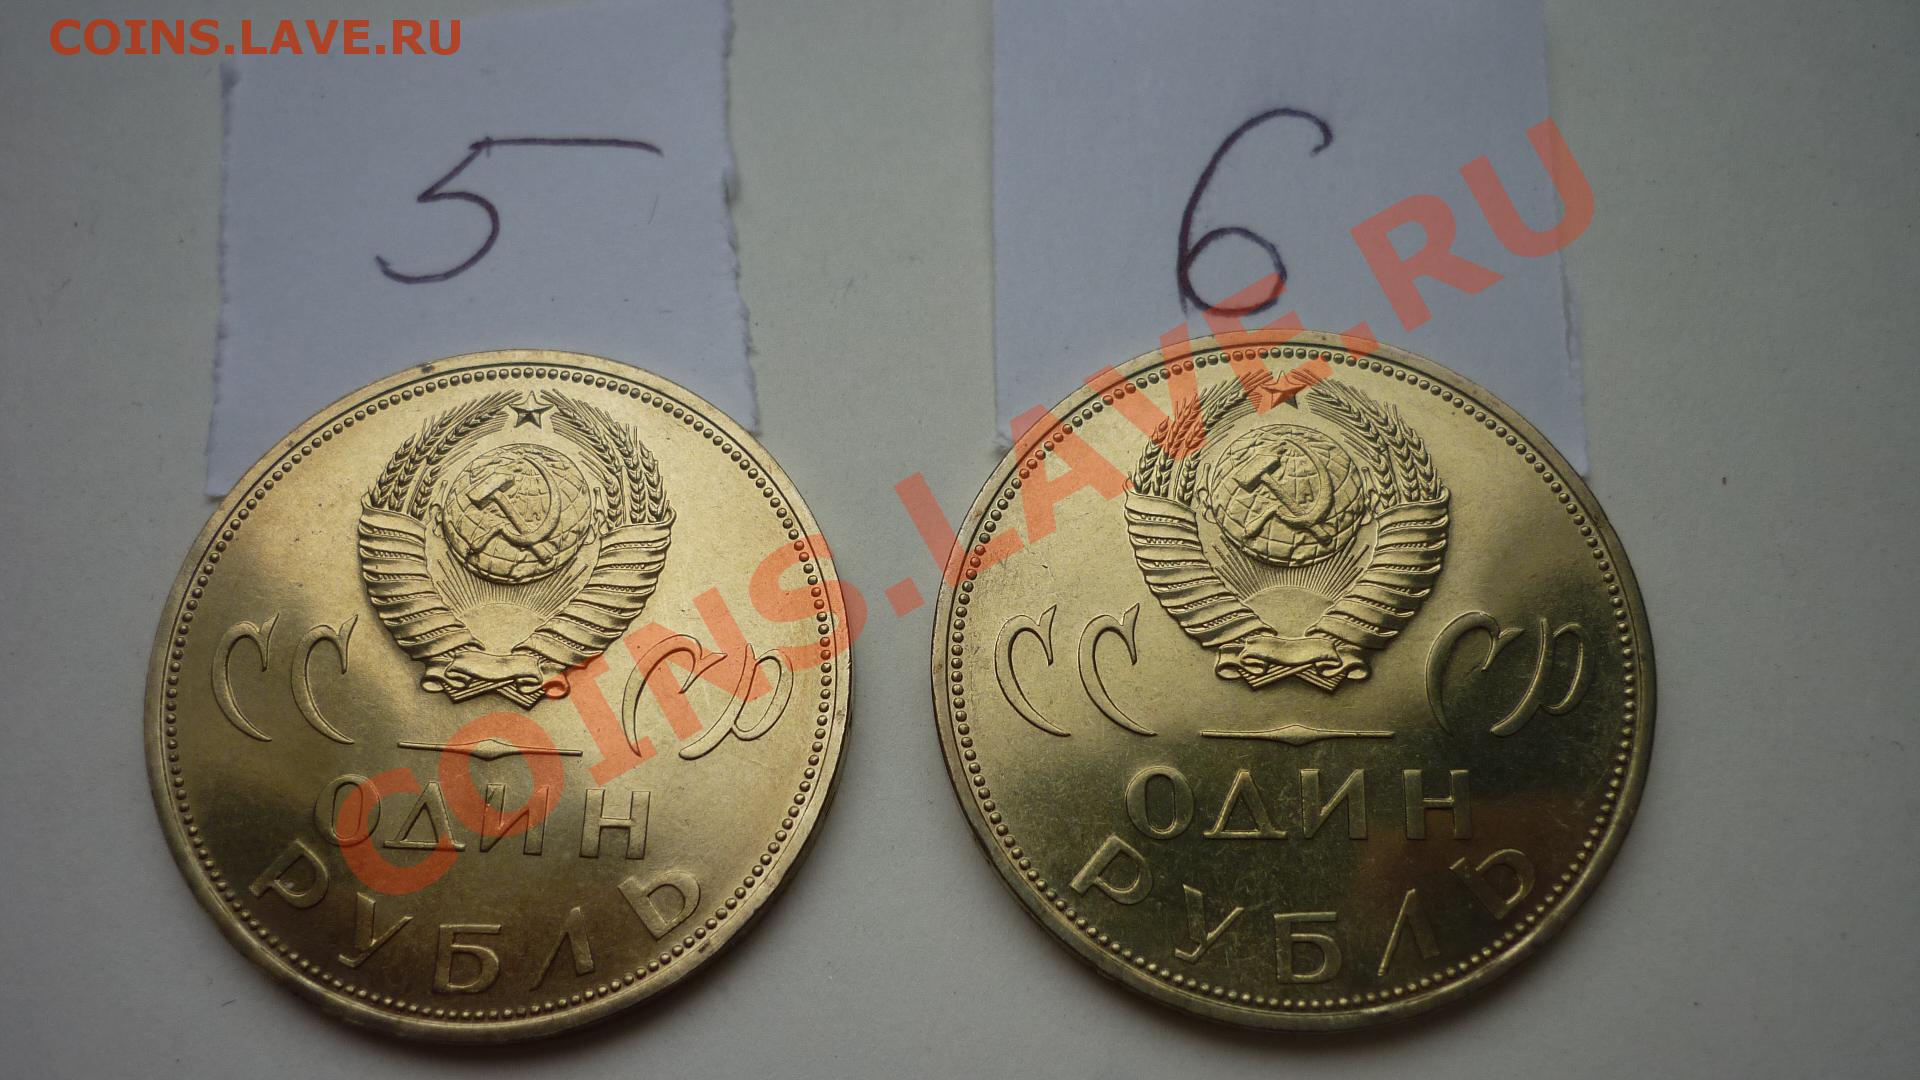 COINS.LAVE.RU
5
6
COINS.LAVE.RU
СССР
ОДИН
РУБЛЬ
СССР
ОДИН
РУБЛЬ